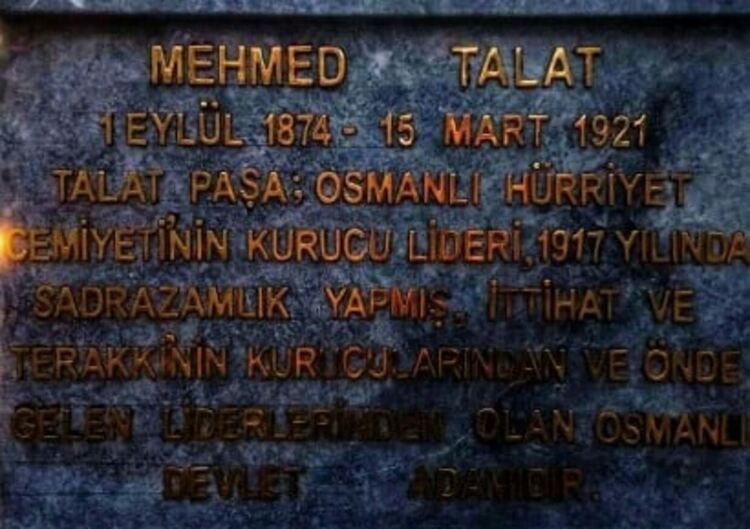 MEHMED TALAT
1 EYLÜL 1874 - 15 MART 1921
TALAT PAŞA; OSMANLI HÜRRİYET
CEMİYETİ'NİN KURUCU LİDERİ, 1917 YILINDA
SADRAZAMLIK YAPMIŞ, İTTİHAT VE
TERAKKİ'NİN KURUCULARINDAN VE ÖNDE
GELEN LİDERLERİNDEN OLAN OSMANLI
DEVLET ADAMIDIR.